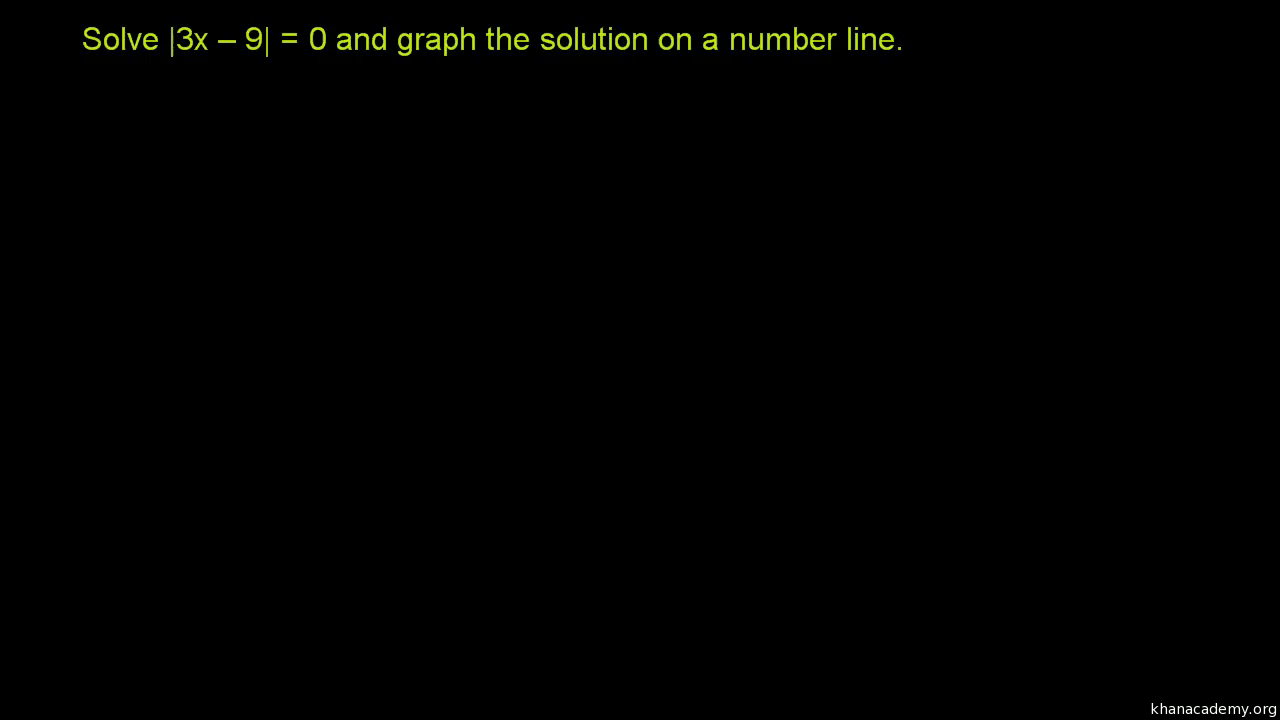 Solve |3x – 9| = 0 and graph the solution on a number line.
khanacademy.org